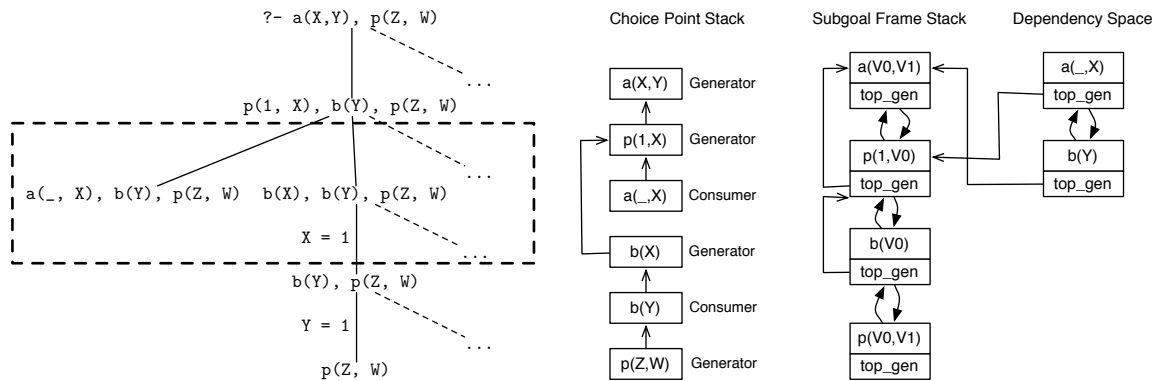 ?- a(X,Y), p(Z, W)
...
p(1, X), b(Y), p(Z, W)
...
a(_, X), b(Y), p(Z, W)
b(X), b(Y), p(Z, W)
X = 1
...
b(Y), p(Z, W)
Y = 1
...
p(Z, W)
Choice Point Stack
a(X,Y) Generator
p(1,X) Generator
a(_,X) Consumer
b(X) Generator
b(Y) Consumer
p(Z,W) Generator
Subgoal Frame Stack
a(V0,V1)
top_gen
p(1,V0)
top_gen
b(V0)
top_gen
p(V0,V1)
top_gen
Dependency Space
a(_,X)
top_gen
b(Y)
top_gen